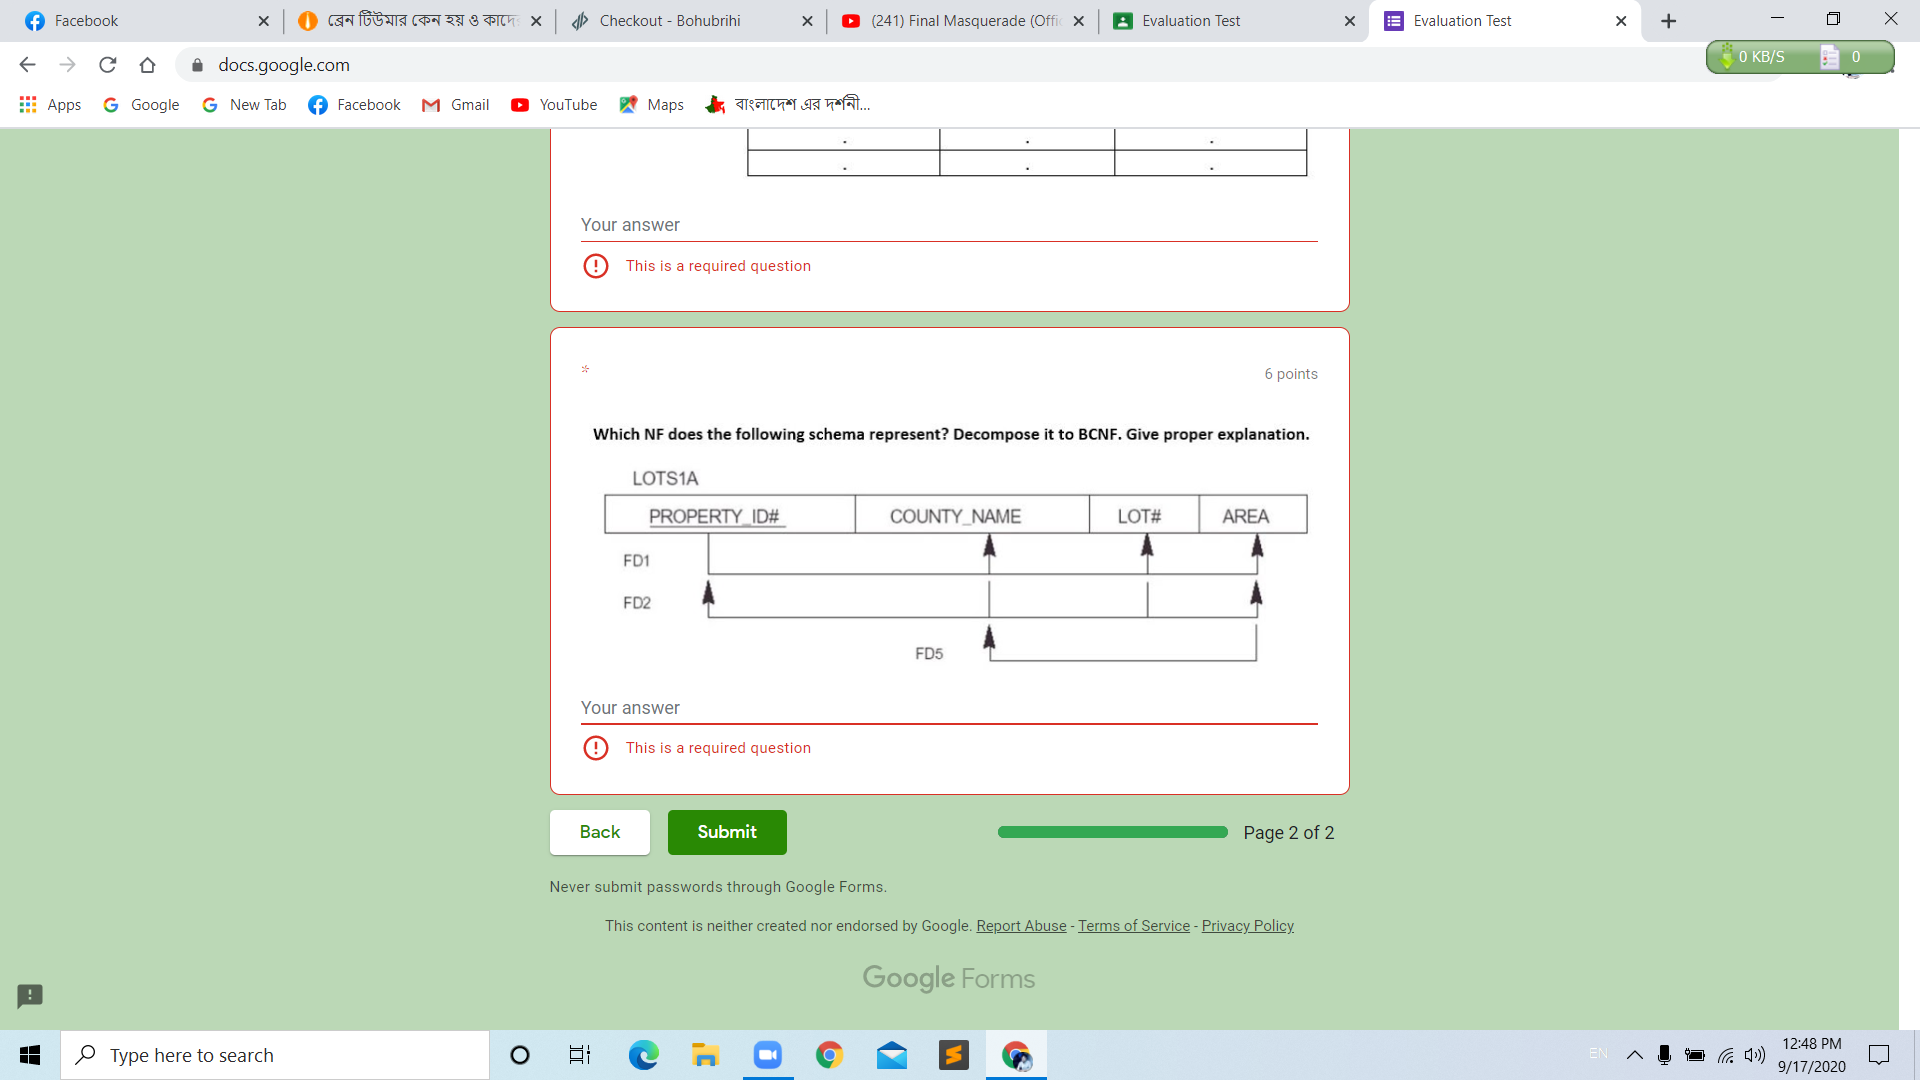 Facebook
ব্রেন টিউমার কেন হয় ও কাদে
Checkout - Bohubrihi
(241) Final Masquerade (Offic
Evaluation Test
Evaluation Test
docs.google.com
0 KB/S
0
Apps
Google
New Tab
Facebook
Gmail
YouTube
Maps
বাংলাদেশ এর দর্শনী...
Your answer
This is a required question
*
6 points
Which NF does the following schema represent? Decompose it to BCNF. Give proper explanation.
LOTS1A
PROPERTY_ID# COUNTY_NAME LOT# AREA
FD1
FD2
FD5
Your answer
This is a required question
Back
Submit
Page 2 of 2
Never submit passwords through Google Forms.
This content is neither created nor endorsed by Google. Report Abuse - Terms of Service - Privacy Policy
Google Forms
Type here to search
EN
12:48 PM
9/17/2020